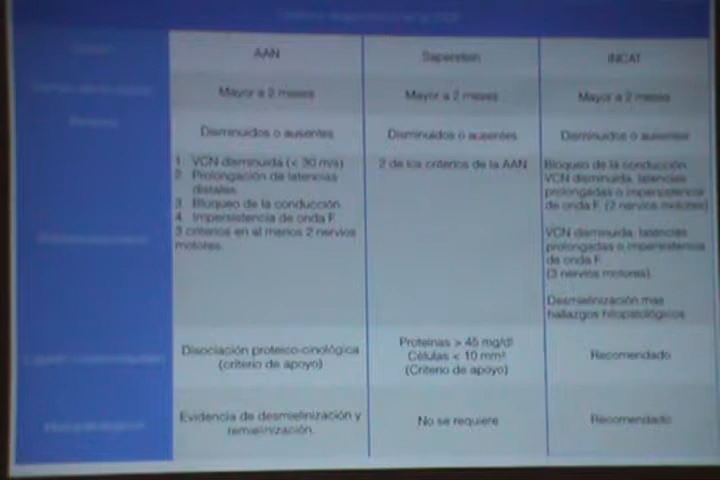 AAN
Saperstein
INCAT
Mayor a 2 meses
Mayor a 2 meses
Mayor a 2 meses
Disminuidos o ausentes
Disminuidos o ausentes
Disminuidos o ausentes
1. VCN disminuida (< 30 m/s)
2. Prolongación de latencias
distales.
3. Bloqueo de la conducción
4. Impersistencia de onda F.
3 criterios en al menos 2 nervios
motores.
2 de los criterios de la AAN
Bloqueo de la conducción
VCN disminuida, latencias
prolongadas o impersistencia
de onda F. (2 nervios motores)
VCN disminuida, latencias
prolongadas o impersistencia
de onda F.
(3 nervios motores).
Desmielinización mas
hallazgos hitopatológicos
Disociación proteico-citológica
(criterio de apoyo)
Proteínas > 45 mg/dl
Células < 10 mm³
(Criterio de apoyo)
Recomendado
Evidencia de desmielinización y
remielinización.
No se requiere
Recomendado